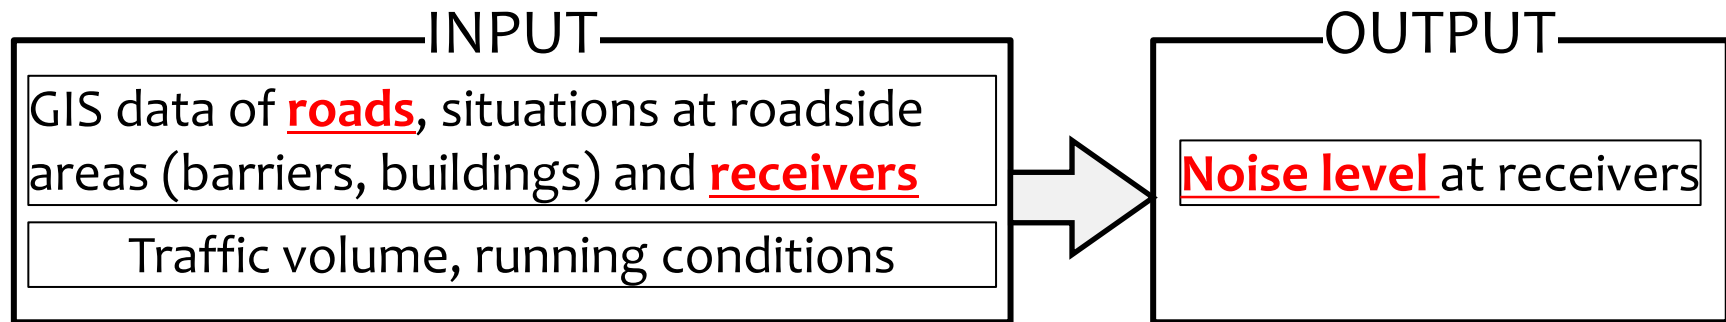 INPUT
GIS data of roads, situations at roadside
areas (barriers, buildings) and receivers
Traffic volume, running conditions
OUTPUT
Noise level at receivers